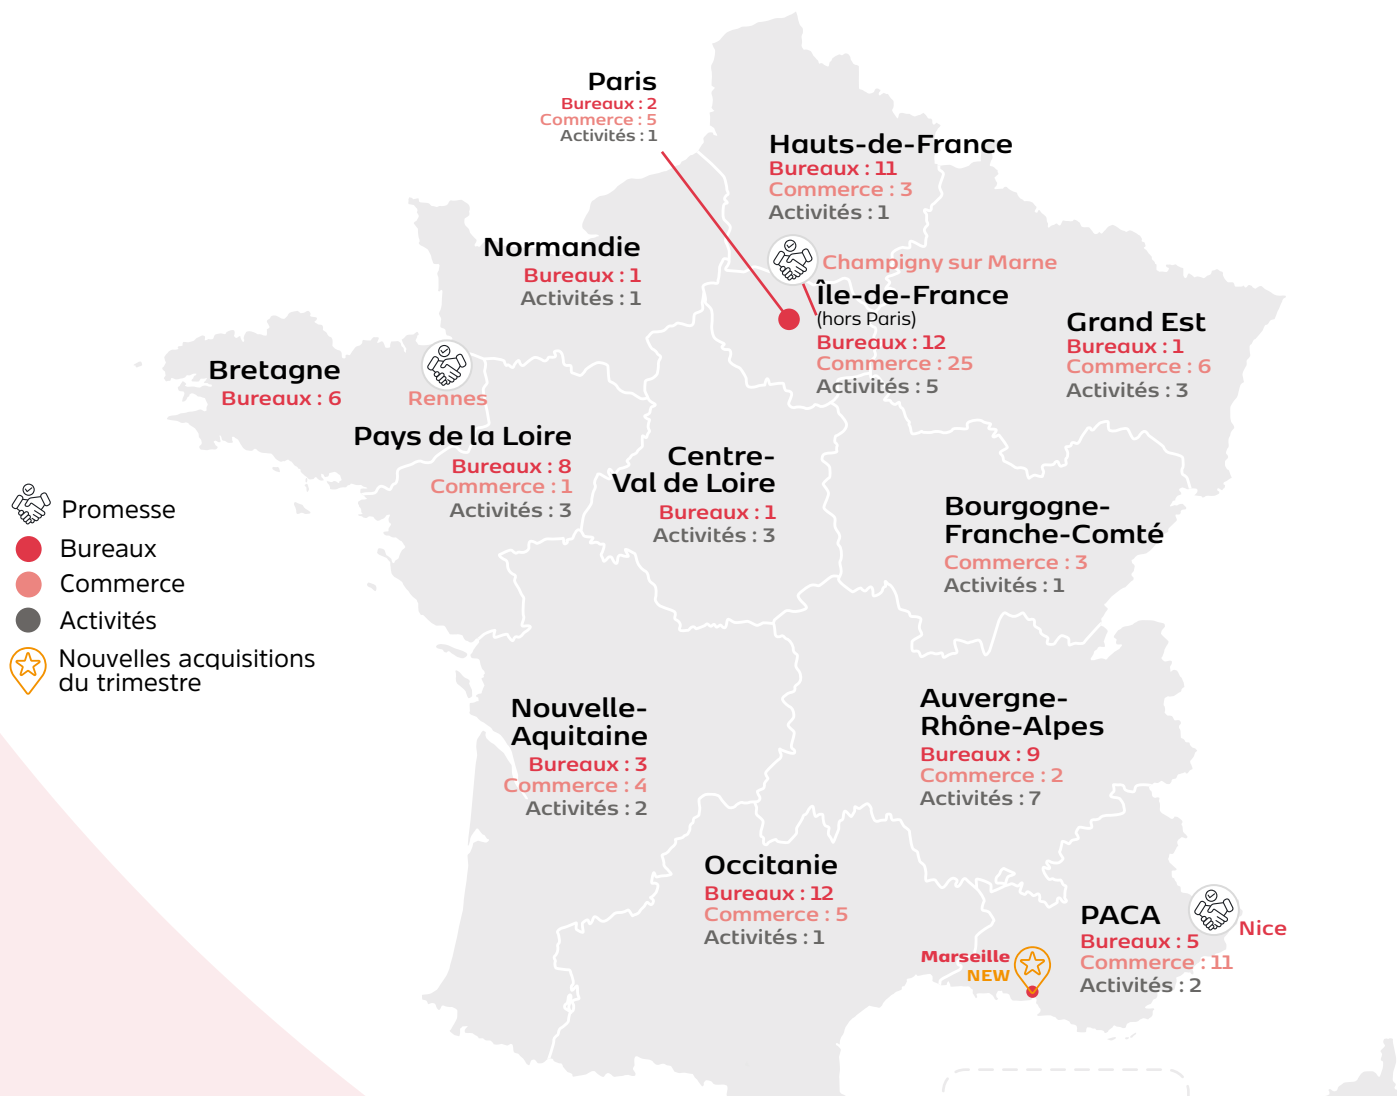 Paris
Bureaux : 2
Commerce : 5
Activités : 1
Hauts-de-France
Bureaux : 11
Commerce : 3
Activités : 1
Normandie
Bureaux : 1
Activités : 1
Champigny sur Marne
Île-de-France
(hors Paris)
Bureaux : 12
Commerce : 25
Activités : 5
Grand Est
Bureaux : 1
Commerce : 6
Activités : 3
Bretagne
Bureaux : 6
Rennes
Pays de la Loire
Bureaux : 8
Commerce : 1
Activités : 3
Centre-
Val de Loire
Bureaux : 1
Activités : 3
Bourgogne-
Franche-Comté
Commerce : 3
Activités : 1
Promesse
Bureaux
Commerce
Activités
Nouvelles acquisitions
du trimestre
Nouvelle-
Aquitaine
Bureaux : 3
Commerce : 4
Activités : 2
Auvergne-
Rhône-Alpes
Bureaux : 9
Commerce : 2
Activités : 7
Occitanie
Bureaux : 12
Commerce : 5
Activités : 1
PACA
Bureaux : 5
Commerce : 11
Activités : 2
Nice
Marseille
NEW